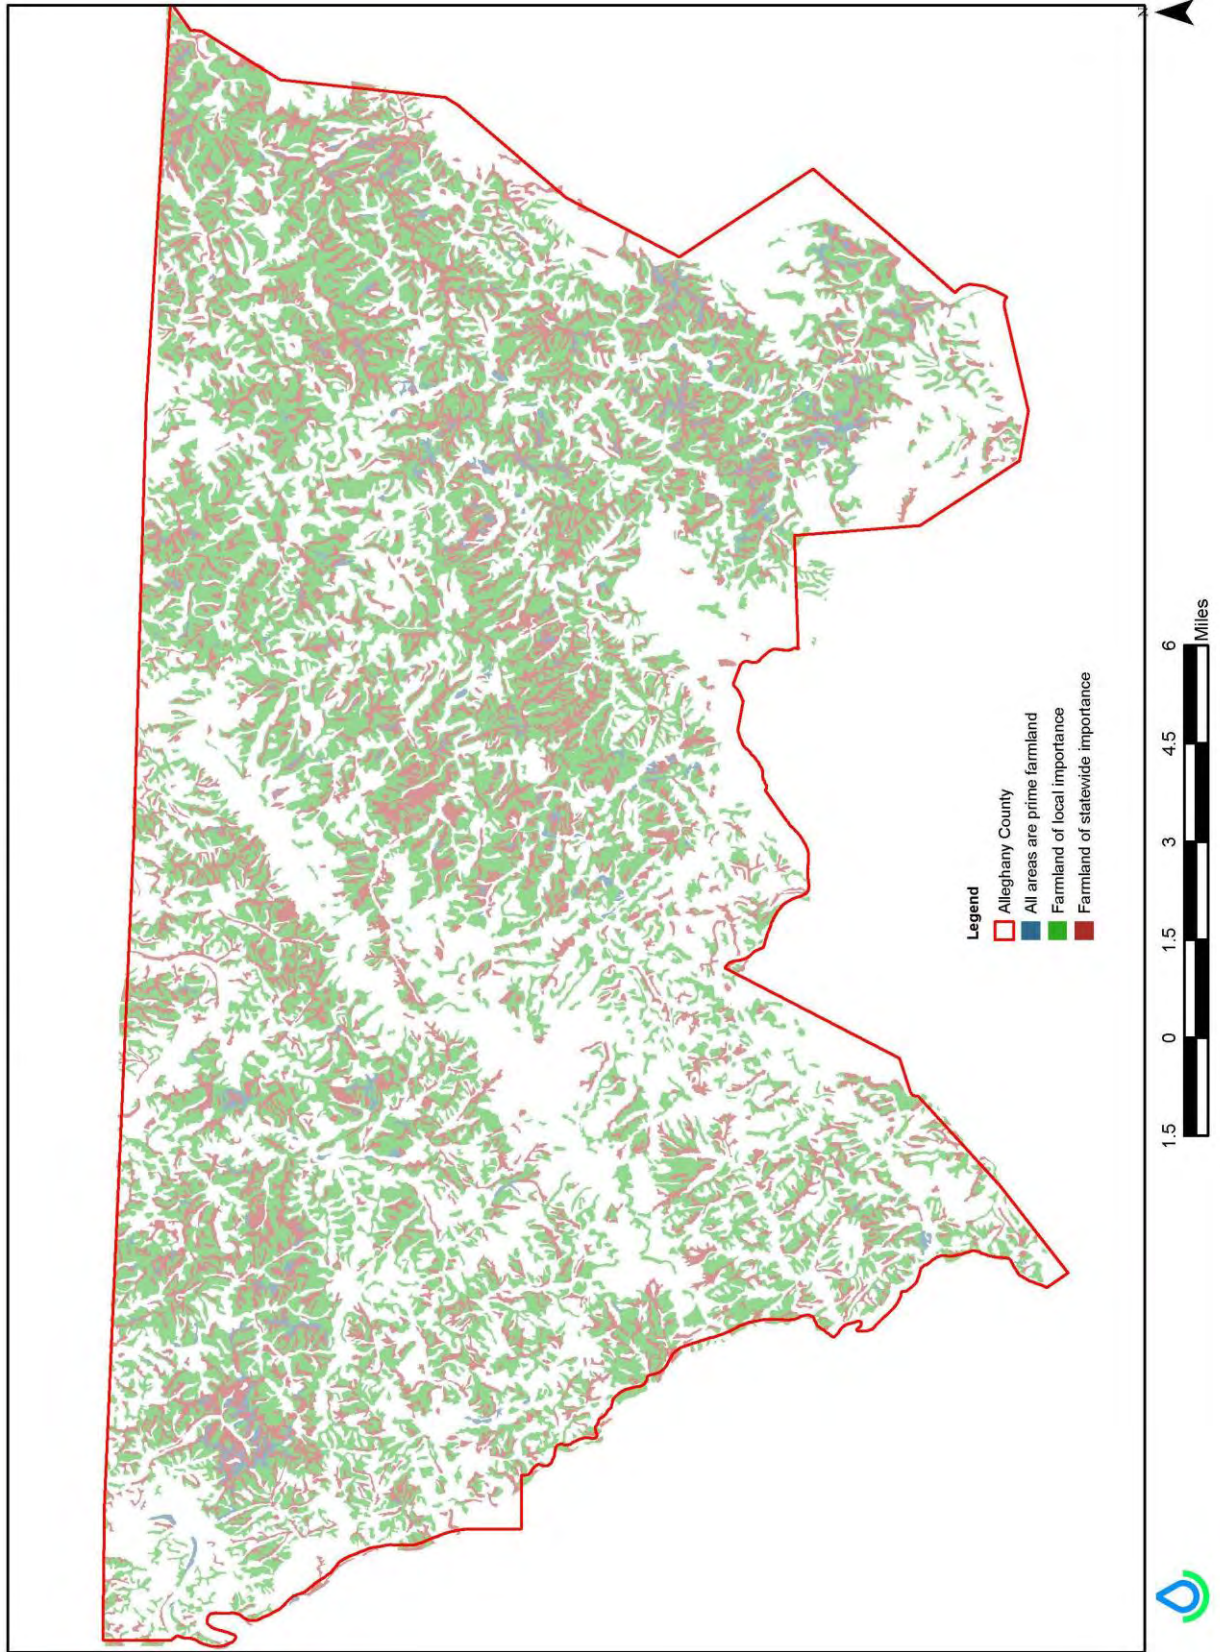 Legend
Alleghany County
All areas are prime farmland
Farmland of local importance
Farmland of statewide importance
1.5 0 1.5 3 4.5 6
Miles